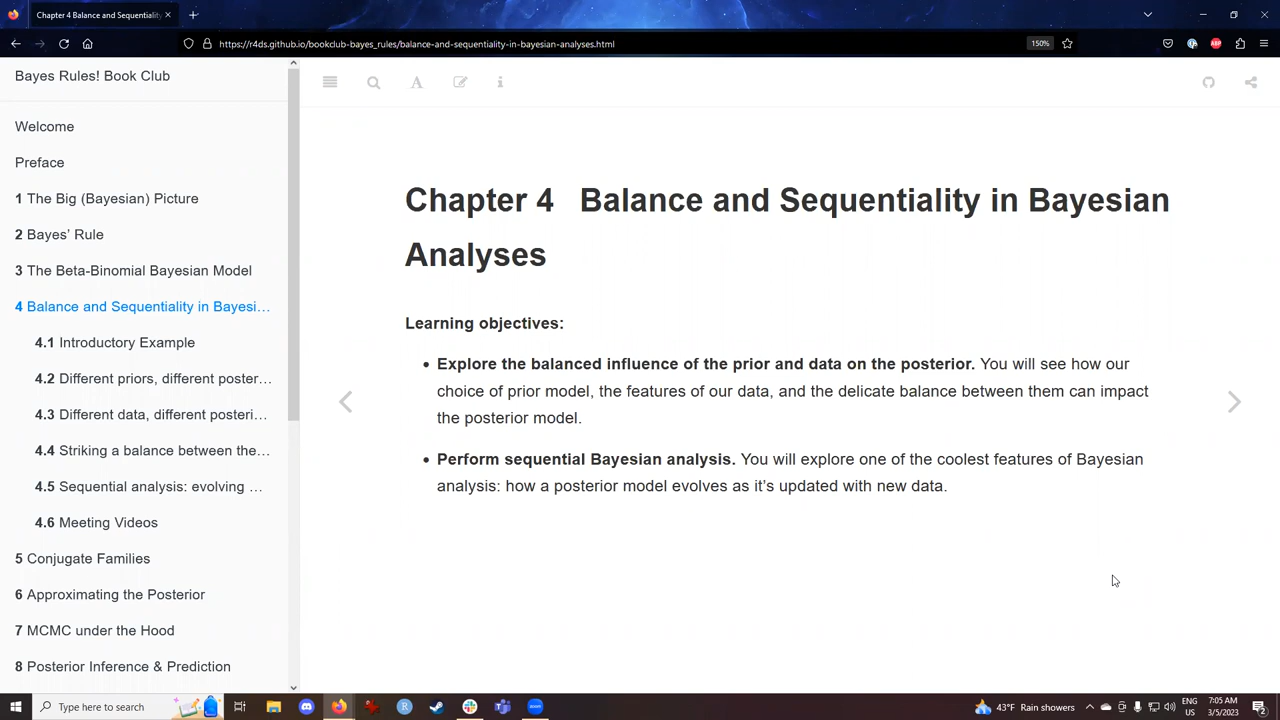 Chapter 4 Balance and Sequentiality
https://r4ds.github.io/bookclub-bayes_rules/balance-and-sequentiality-in-bayesian-analyses.html
150%
ABP
Bayes Rules! Book Club
Welcome
Preface
1 The Big (Bayesian) Picture
2 Bayes’ Rule
3 The Beta-Binomial Bayesian Model
4 Balance and Sequentiality in Bayesi…
4.1 Introductory Example
4.2 Different priors, different poster…
4.3 Different data, different posteri…
4.4 Striking a balance between the…
4.5 Sequential analysis: evolving …
4.6 Meeting Videos
5 Conjugate Families
6 Approximating the Posterior
7 MCMC under the Hood
8 Posterior Inference & Prediction
Chapter 4 Balance and Sequentiality in Bayesian
Analyses
Learning objectives:
• Explore the balanced influence of the prior and data on the posterior. You will see how our
choice of prior model, the features of our data, and the delicate balance between them can impact
the posterior model.
• Perform sequential Bayesian analysis. You will explore one of the coolest features of Bayesian
analysis: how a posterior model evolves as it’s updated with new data.
Type here to search
43°F Rain showers
ENG
US
7:05 AM
3/5/2023